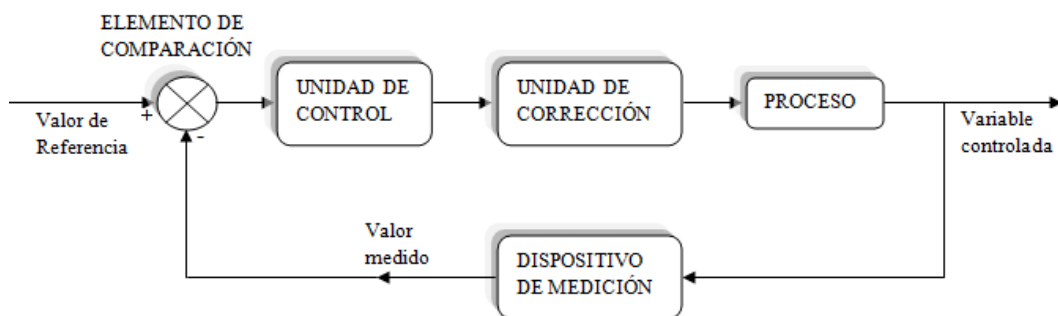 ELEMENTO DE
COMPARACIÓN
UNIDAD DE
CONTROL
UNIDAD DE
CORRECCIÓN
PROCESO
+
-
Valor de
Referencia
Variable
controlada
Valor
medido
DISPOSITIVO
DE MEDICIÓN